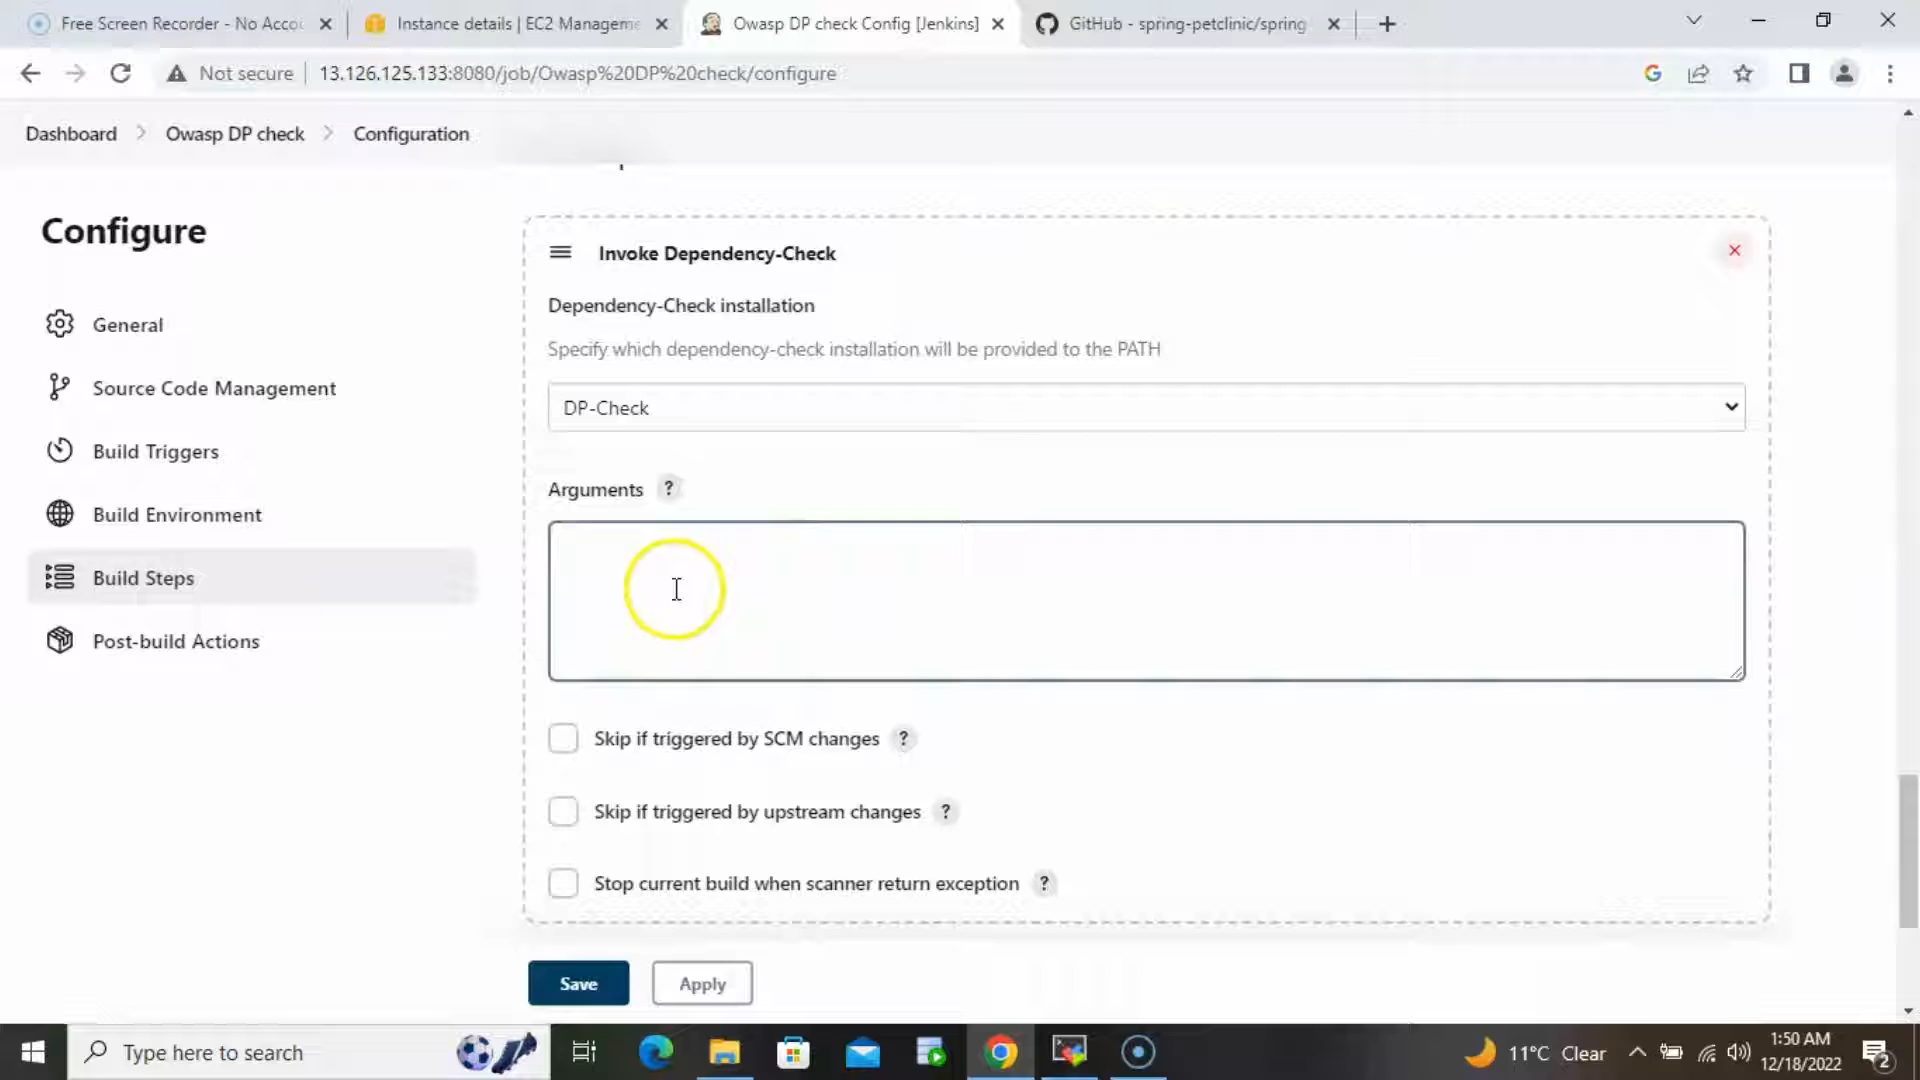 Free Screen Recorder - No Accou
Instance details | EC2 Manageme
Owasp DP check Config [Jenkins]
GitHub - spring-petclinic/spring
Not secure
13.126.125.133:8080/job/Owasp%20DP%20check/configure
Dashboard
Owasp DP check
Configuration
Configure
General
Source Code Management
Build Triggers
Build Environment
Build Steps
Post-build Actions
Invoke Dependency-Check
Dependency-Check installation
Specify which dependency-check installation will be provided to the PATH
DP-Check
Arguments ?
Skip if triggered by SCM changes ?
Skip if triggered by upstream changes ?
Stop current build when scanner return exception ?
Save
Apply
Type here to search
11°C Clear
1:50 AM
12/18/2022
2